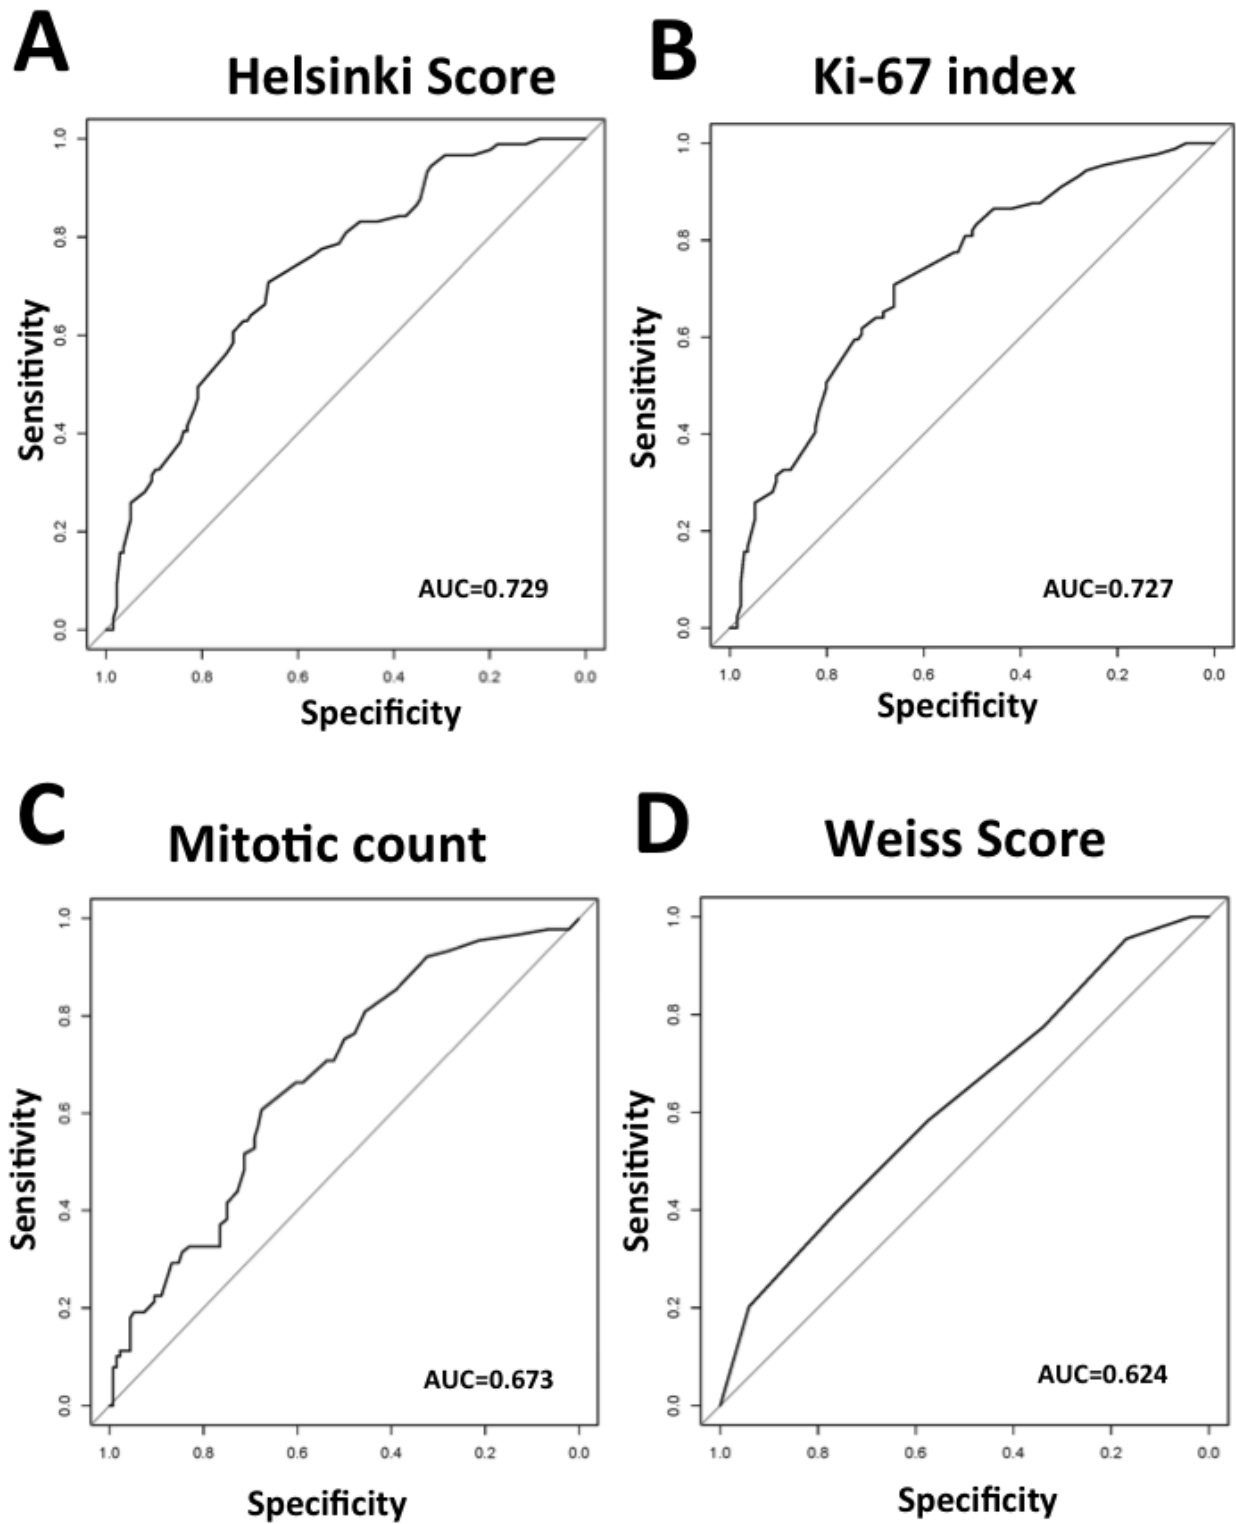 A
Helsinki Score
Sensitivity
0.0 0.2 0.4 0.6 0.8 1.0
AUC=0.729
1.0 0.8 0.6 0.4 0.2 0.0
Specificity
B
Ki-67 index
Sensitivity
0.0 0.2 0.4 0.6 0.8 1.0
AUC=0.727
1.0 0.8 0.6 0.4 0.2 0.0
Specificity
C
Mitotic count
Sensitivity
0.0 0.2 0.4 0.6 0.8 1.0
AUC=0.673
1.0 0.8 0.6 0.4 0.2 0.0
Specificity
D
Weiss Score
Sensitivity
0.0 0.2 0.4 0.6 0.8 1.0
AUC=0.624
1.0 0.8 0.6 0.4 0.2 0.0
Specificity